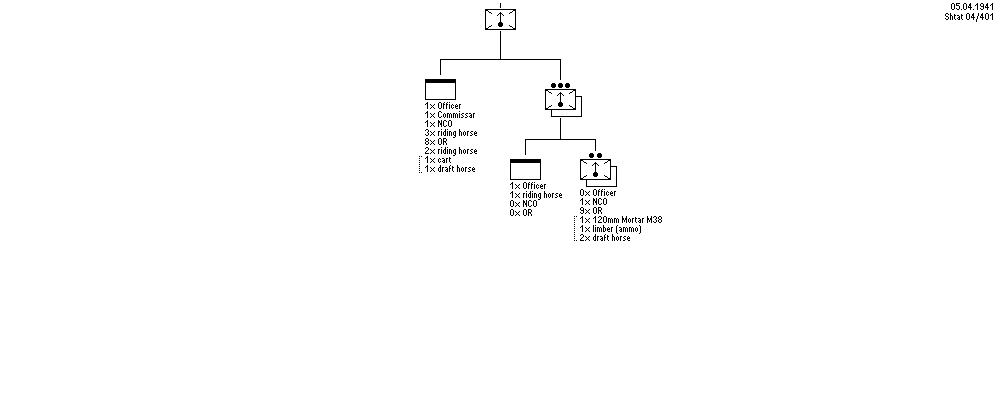 05.04.1941
Shtat 04/401
1x Officer
1x Commissar
1x NCO
3x riding horse
8x OR
2x riding horse
1x cart
1x draft horse
1x Officer
1x riding horse
0x NCO
0x OR
0x Officer
1x NCO
9x OR
1x 120mm Mortar M38
1x limber (ammo)
2x draft horse